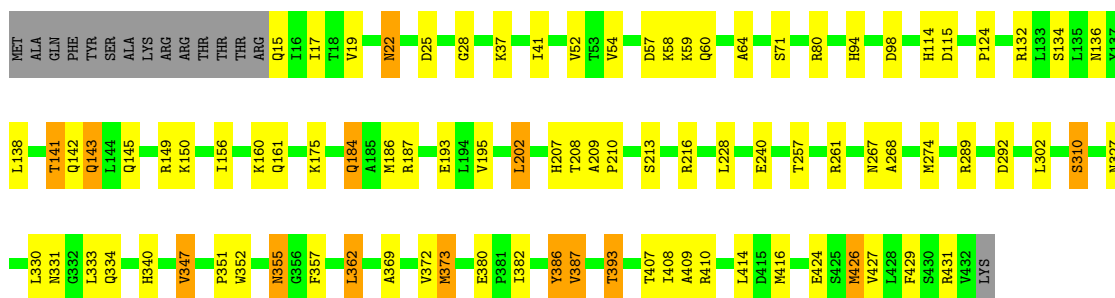 MET ALA GLN PHE TYR SER ALA LYS ARG ARG THR THR THR ARG Q15 I16 I17 T18 V19 N22 D25 G28 K37 I41 V52 T53 V54 D57 K58 K59 Q60 A64 S71 R80 H94 D98 H114 D115 P124 R132 L133 S134 L135 N136 Y137
L138 T141 Q142 Q143 L144 Q145 R149 K150 I156 K160 Q161 K175 Q184 A185 M186 R187 E193 L194 V195 L202 H207 T208 A209 P210 S213 R216 L228 E240 T257 R261 N267 A268 M274 R289 D292 L302 S310 N327
L330 N331 G332 L333 Q334 H340 V347 P351 W352 N355 G356 F357 L362 A369 V372 M373 E380 P381 I382 Y386 V387 T393 T407 I408 A409 R410 L414 D415 M416 E424 S425 M426 V427 L428 F429 S430 R431 V432 LYS